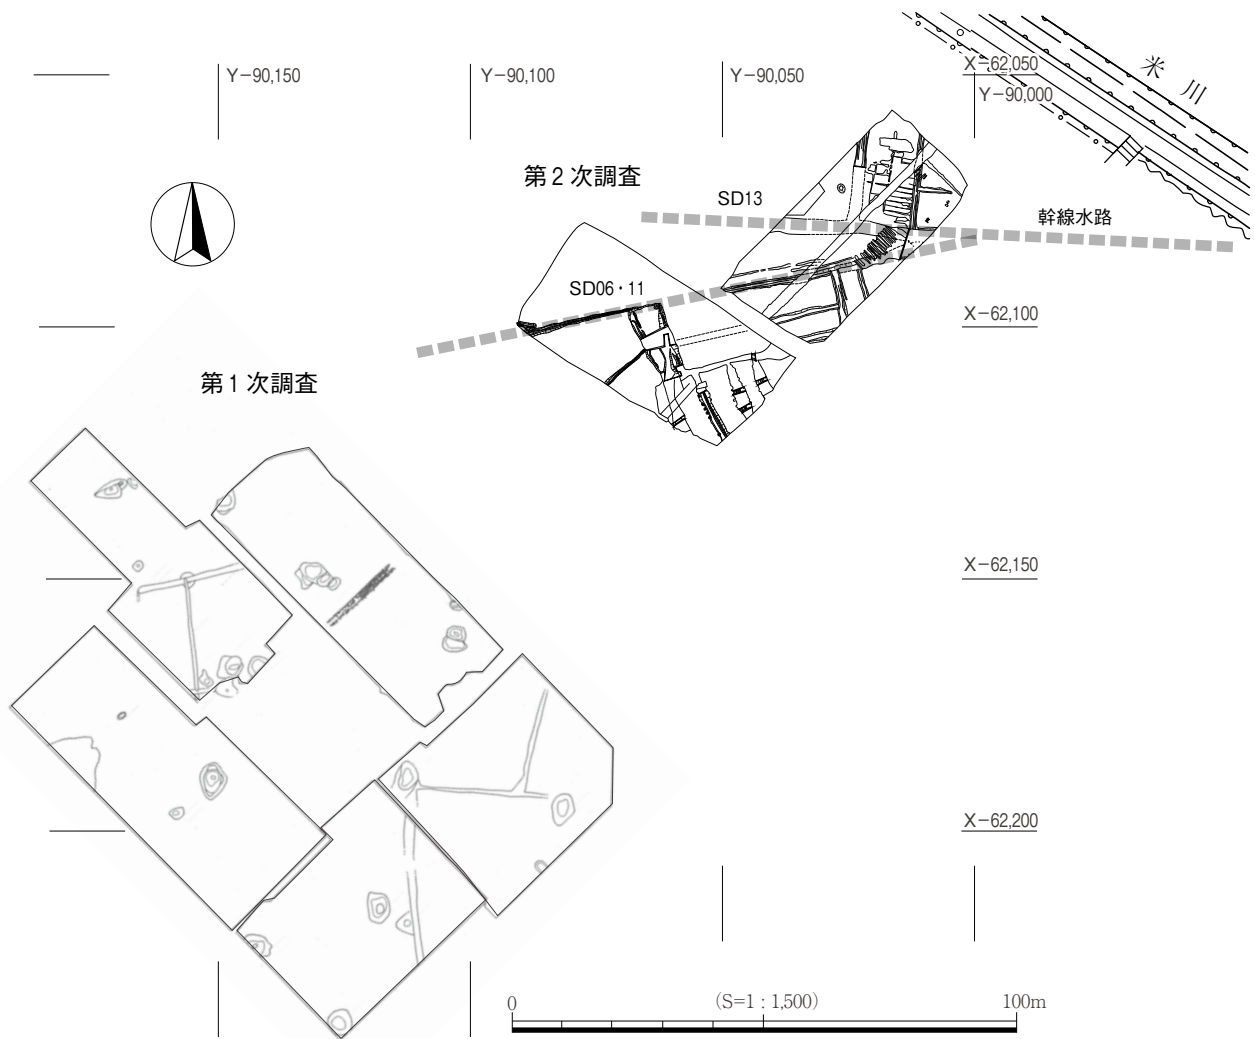 米川
X−62,050
Y−90,150
Y−90,100
Y−90,050
Y−90,000
第2次調査
SD13
幹線水路
SD06・11
X−62,100
第1次調査
X−62,150
X−62,200
0 (S=1 : 1,500) 100m